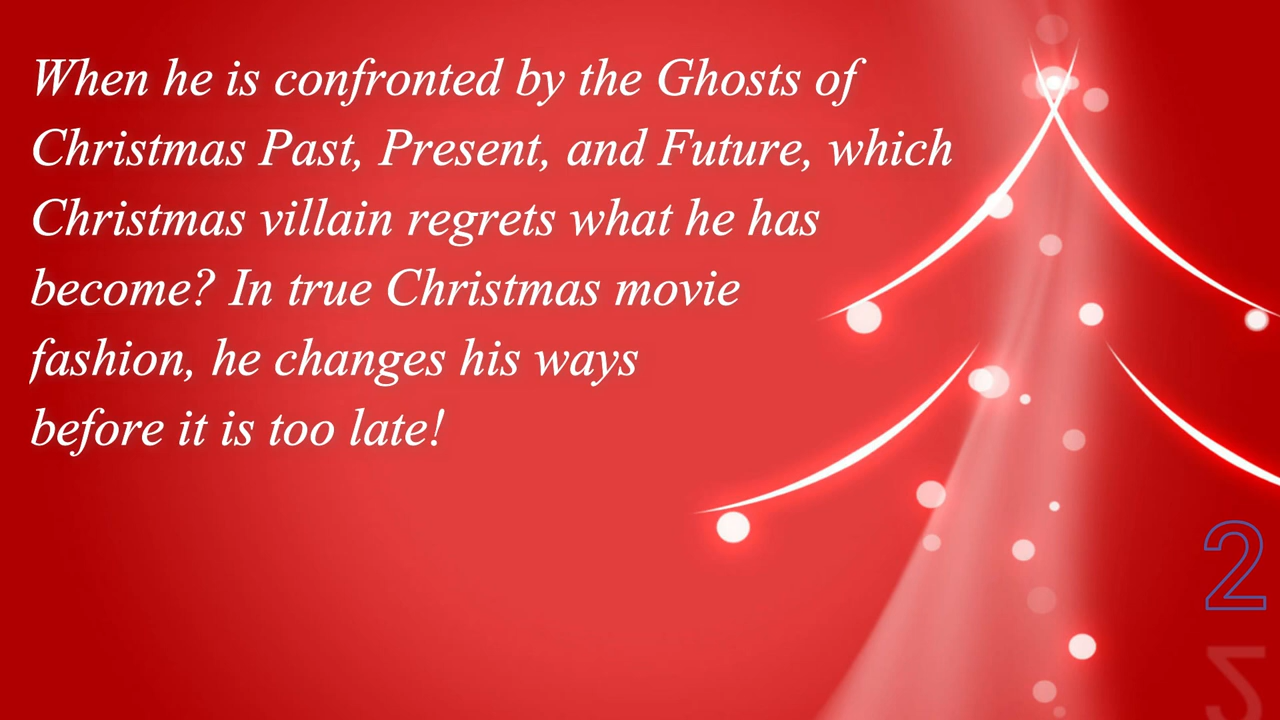 When he is confronted by the Ghosts of
Christmas Past, Present, and Future, which
Christmas villain regrets what he has
become? In true Christmas movie
fashion, he changes his ways
before it is too late!
2